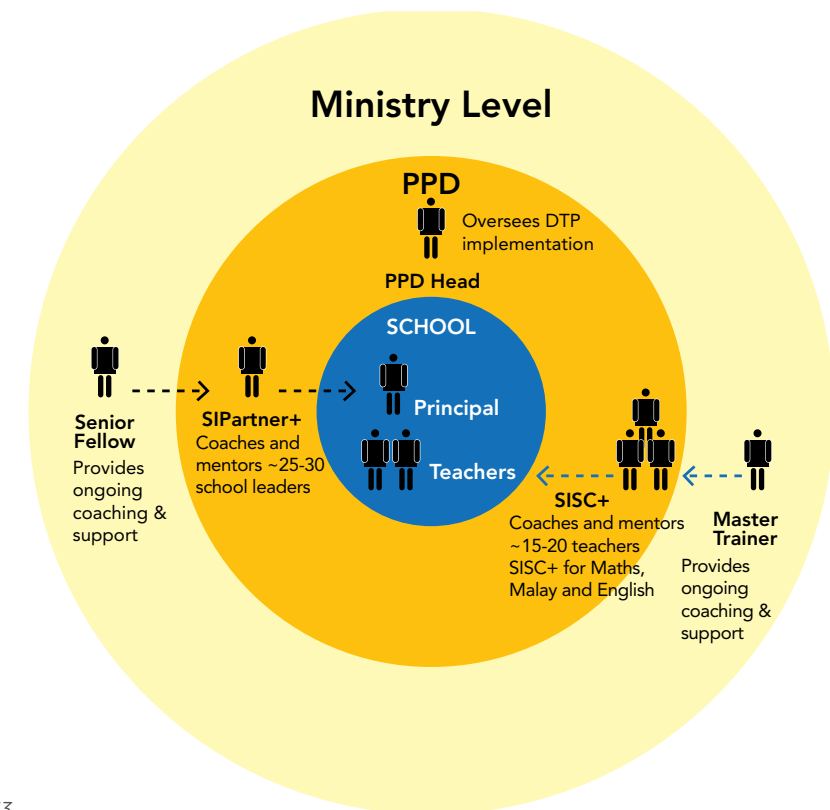 Ministry Level
PPD
Oversees DTP
implementation
PPD Head
SCHOOL
Principal
Teachers
Senior
Fellow
Provides
ongoing
coaching &
support
SIPartner+
Coaches and
mentors ~25-30
school leaders
SISC+
Coaches and mentors
~15-20 teachers
SISC+ for Maths,
Malay and English
Master
Trainer
Provides
ongoing
coaching &
support